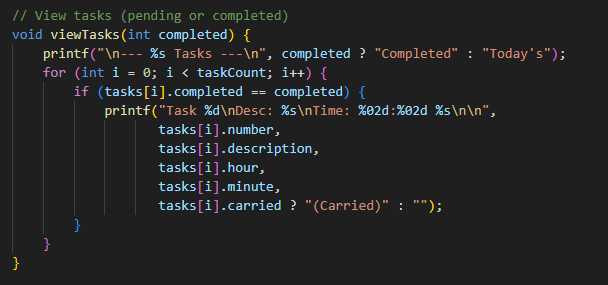 // View tasks (pending or completed)
void viewTasks(int completed) {
    printf("\n--- %s Tasks ---\n", completed ? "Completed" : "Today's");
    for (int i = 0; i < taskCount; i++) {
        if (tasks[i].completed == completed) {
            printf("Task %d\nDesc: %s\nTime: %02d:%02d %s\n\n",
                   tasks[i].number,
                   tasks[i].description,
                   tasks[i].hour,
                   tasks[i].minute,
                   tasks[i].carried ? "(Carried)" : "");
        }
    }
}